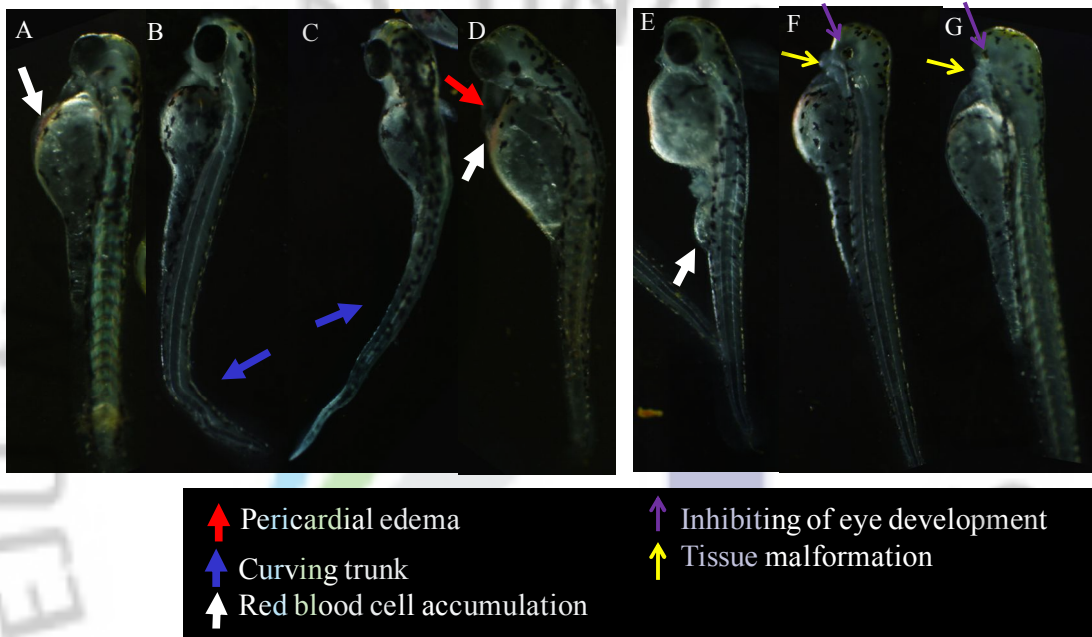 A B C D E F G
Pericardial edema
Curving trunk
Red blood cell accumulation
Inhibiting of eye development
Tissue malformation